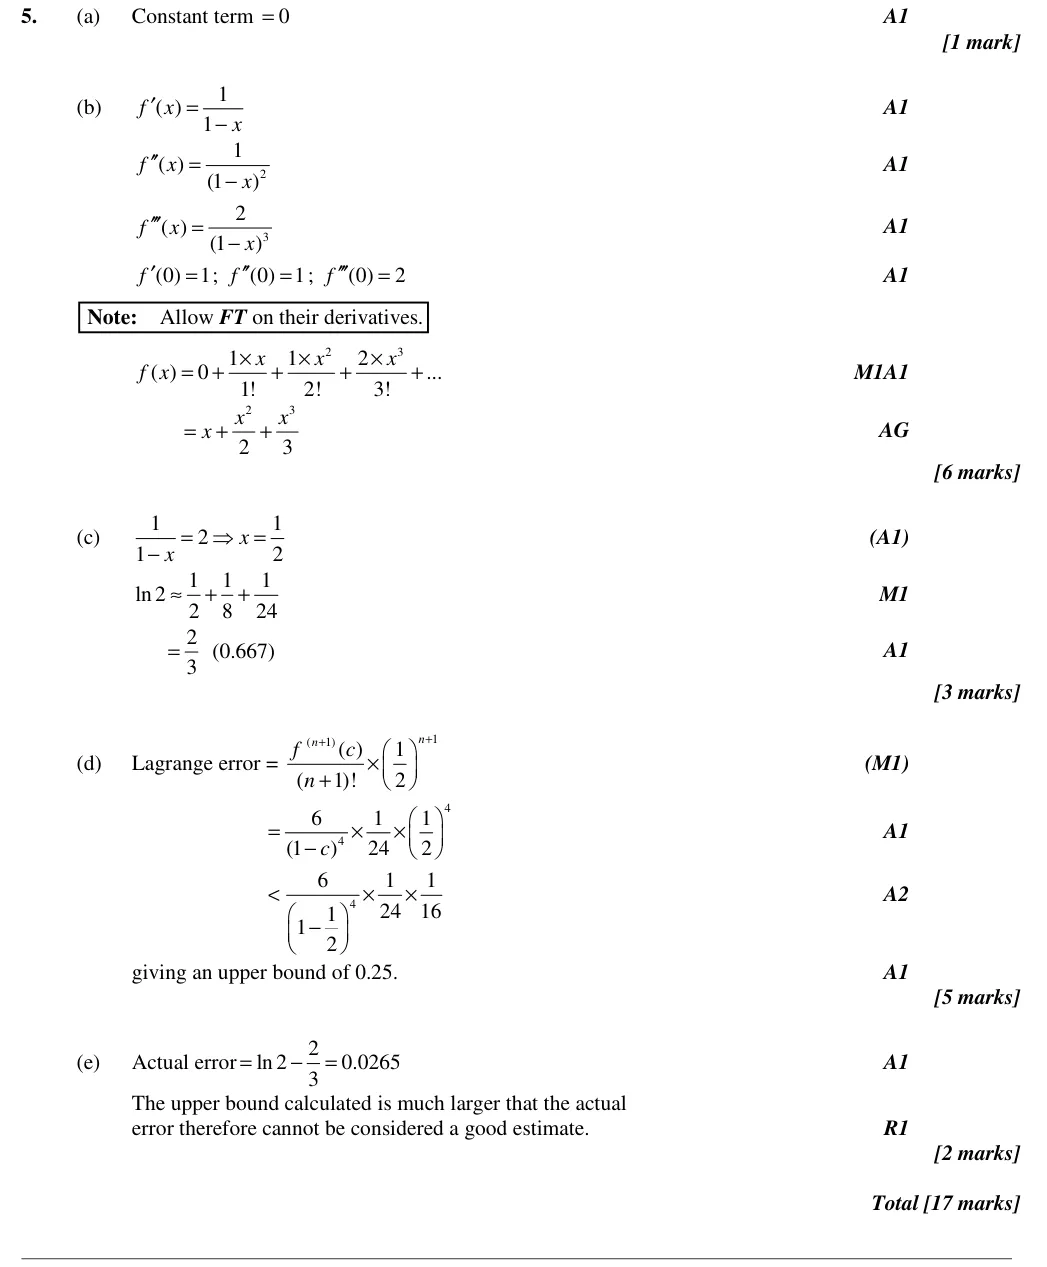 5. (a) Constant term = 0 A1
[1 mark]
(b) f′(x) = 1/(1 − x) A1
f″(x) = 1/(1 − x)² A1
f‴(x) = 2/(1 − x)³ A1
f′(0) = 1; f″(0) = 1; f‴(0) = 2 A1
Note: Allow FT on their derivatives.
f(x) = 0 + (1 × x)/1! + (1 × x²)/2! + (2 × x³)/3! + ... M1A1
= x + x²/2 + x³/3 AG
[6 marks]
(c) 1/(1 − x) = 2 ⇒ x = 1/2 (A1)
ln 2 ≈ 1/2 + 1/8 + 1/24 M1
= 2/3 (0.667) A1
[3 marks]
(d) Lagrange error = f⁽ⁿ⁺¹⁾(c)/(n + 1)! × (1/2)ⁿ⁺¹ (M1)
= 6/(1 − c)⁴ × 1/24 × (1/2)⁴ A1
< 6/(1 − 1/2)⁴ × 1/24 × 1/16 A2
giving an upper bound of 0.25. A1
[5 marks]
(e) Actual error = ln 2 − 2/3 = 0.0265 A1
The upper bound calculated is much larger that the actual
error therefore cannot be considered a good estimate. R1
[2 marks]
Total [17 marks]